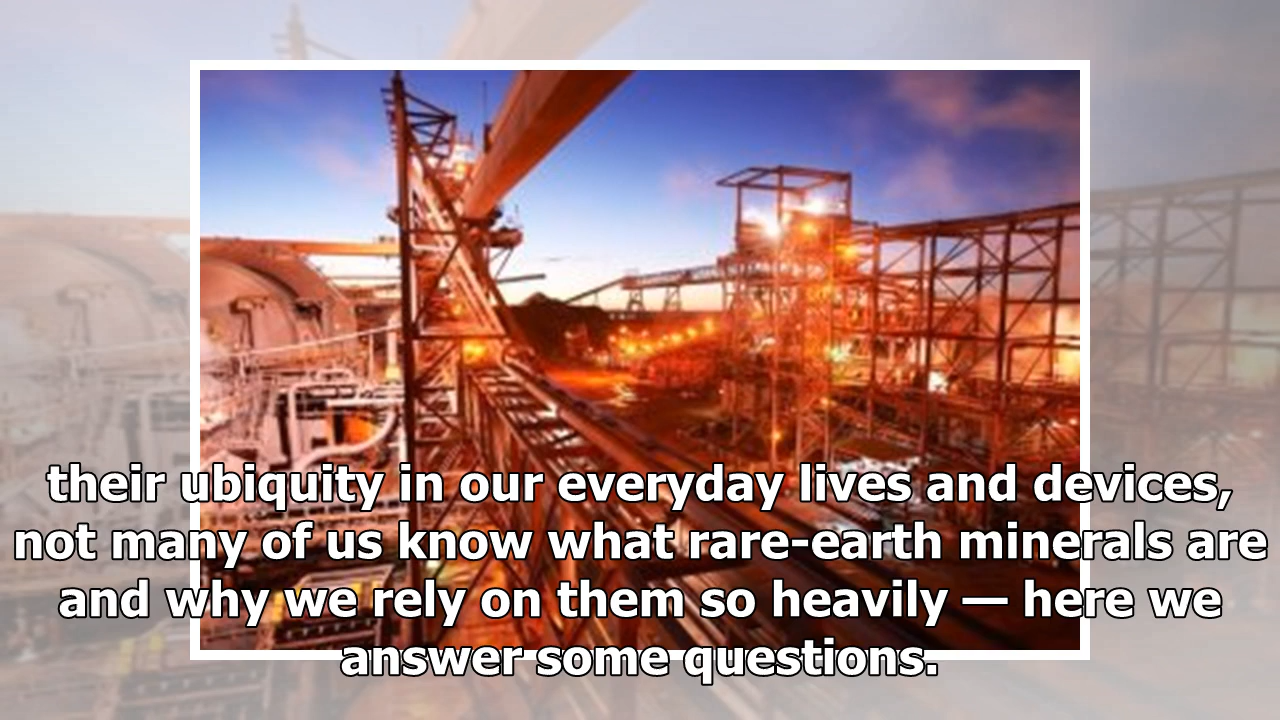 their ubiquity in our everyday lives and devices,
not many of us know what rare-earth minerals are
and why we rely on them so heavily — here we
answer some questions.